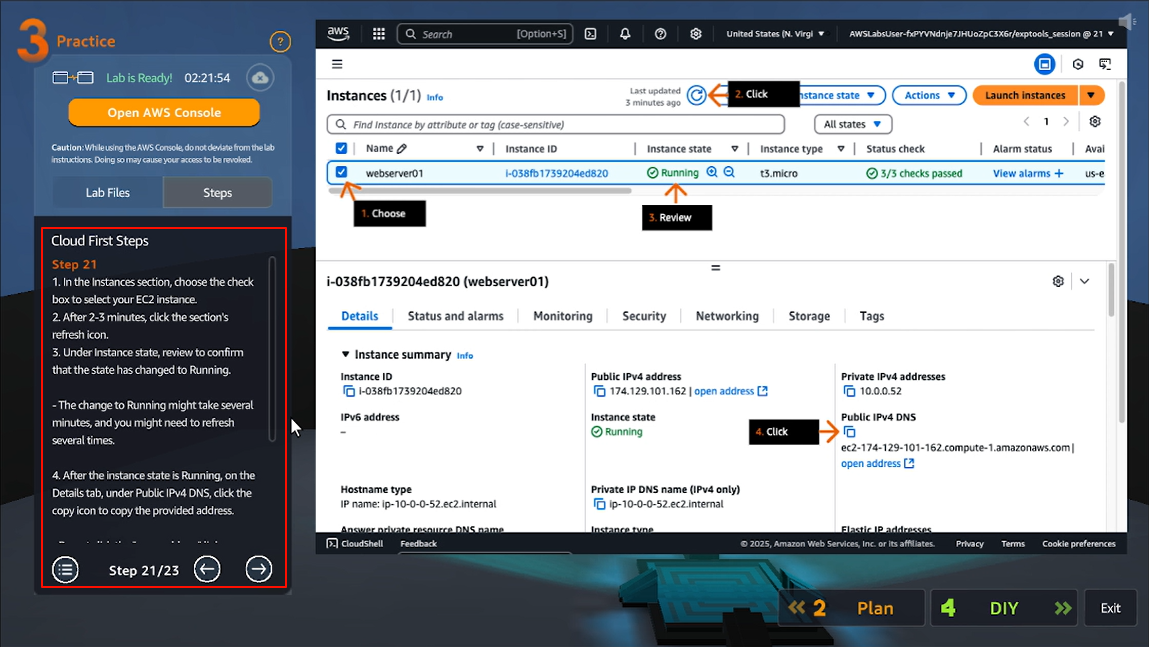 3 Practice
?
Lab is Ready! 02:21:54
Open AWS Console
Caution: While using the AWS Console, do not deviate from the lab
instructions. Doing so may cause your access to be revoked.
Lab Files Steps
Cloud First Steps
Step 21
1. In the Instances section, choose the check
box to select your EC2 instance.
2. After 2-3 minutes, click the section's
refresh icon.
3. Under Instance state, review to confirm
that the state has changed to Running.
- The change to Running might take several
minutes, and you might need to refresh
several times.
4. After the instance state is Running, on the
Details tab, under Public IPv4 DNS, click the
copy icon to copy the provided address.
Step 21/23
aws Search [Option+S] United States (N. Virgi AWSLabsUser-fxPYVNdnje7JHUoZpC3X6r/exptools_session @ 21
Instances (1/1) Info
Last updated
3 minutes ago
2. Click
nstance state Actions Launch instances
Find Instance by attribute or tag (case-sensitive) All states 1
Name Instance ID Instance state Instance type Status check Alarm status Avai
webserver01 i-038fb1739204ed820 Running t3.micro 3/3 checks passed View alarms + us-e
1. Choose
3. Review
i-038fb1739204ed820 (webserver01)
Details Status and alarms Monitoring Security Networking Storage Tags
Instance summary Info
Instance ID
i-038fb1739204ed820
Public IPv4 address
174.129.101.162 | open address
Private IPv4 addresses
10.0.0.52
IPv6 address
–
Instance state
Running
4. Click
Public IPv4 DNS
ec2-174-129-101-162.compute-1.amazonaws.com |
open address
Hostname type
IP name: ip-10-0-0-52.ec2.internal
Private IP DNS name (IPv4 only)
ip-10-0-0-52.ec2.internal
Answer private resource DNS name Instance type Elastic IP addresses
CloudShell Feedback © 2025, Amazon Web Services, Inc. or its affiliates. Privacy Terms Cookie preferences
2 Plan 4 DIY Exit